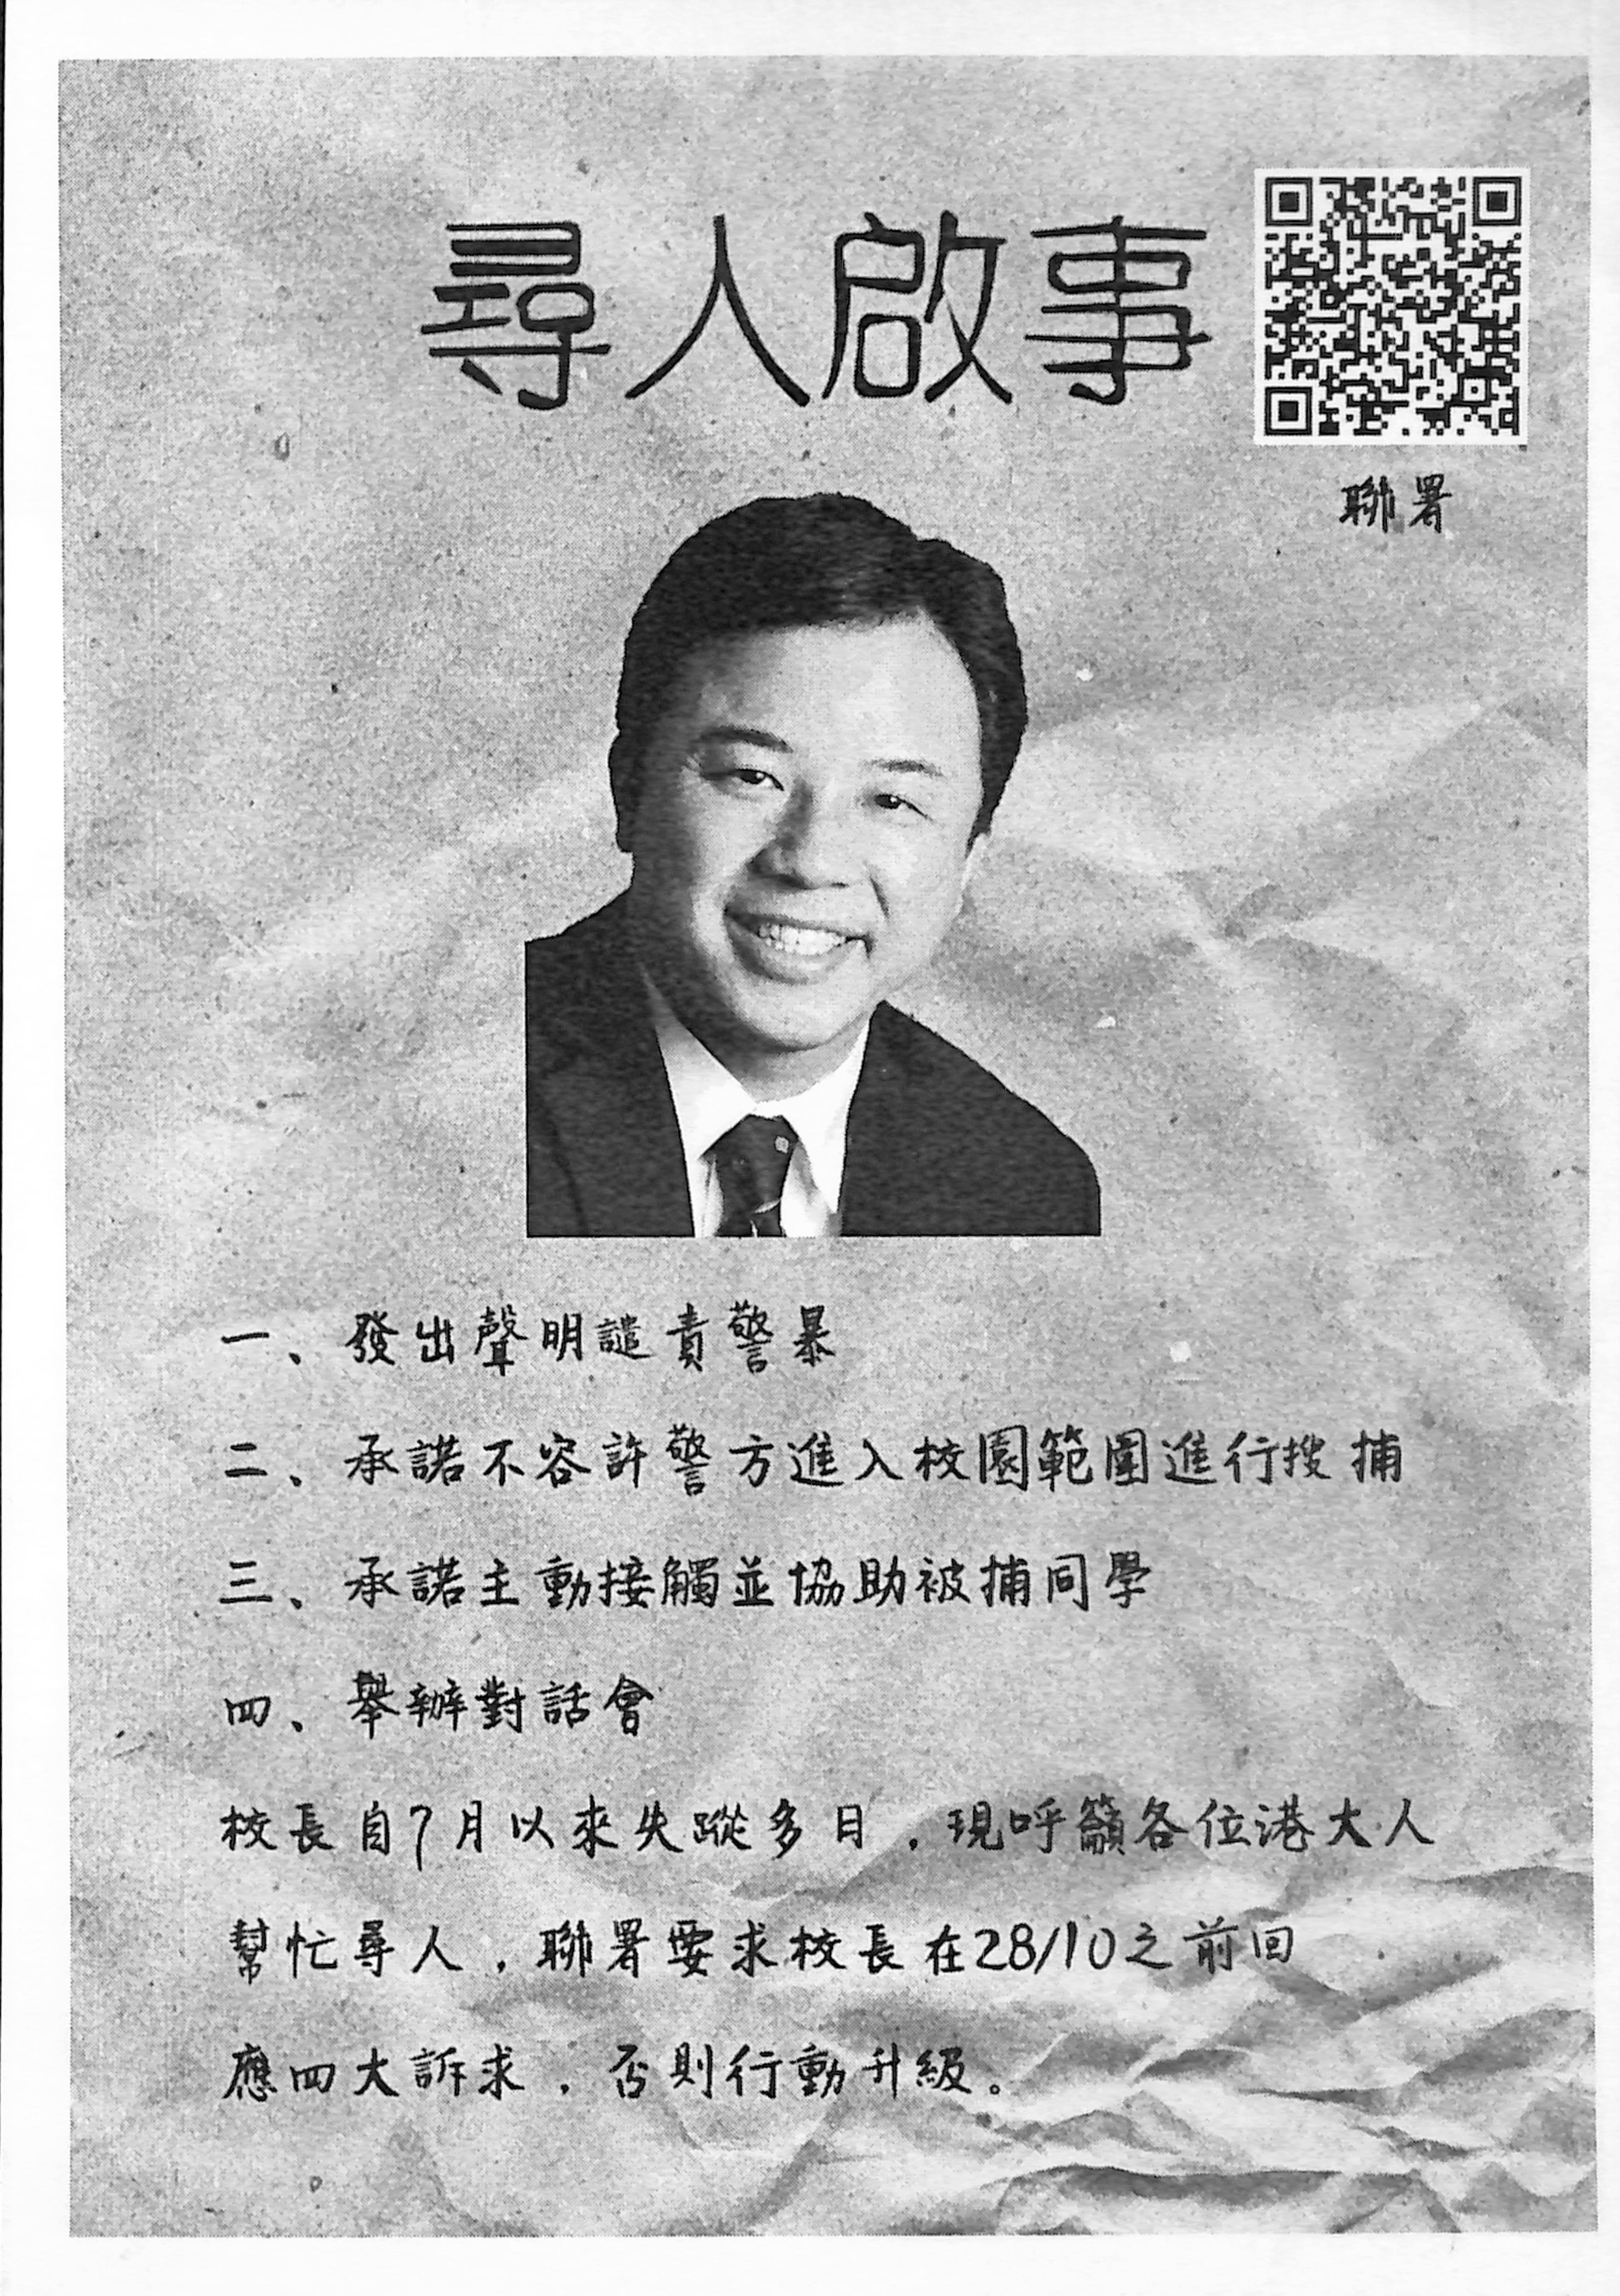 尋人啟事
聯署
一、發出聲明譴責警暴
二、承諾不容許警方進入校園範圍進行搜捕
三、承諾主動接觸並協助被捕同學
四、舉辦對話會
校長自7月以來失蹤多日，現呼籲各位港大人
幫忙尋人，聯署要求校長在28/10之前回
應四大訴求，否則行動升級。